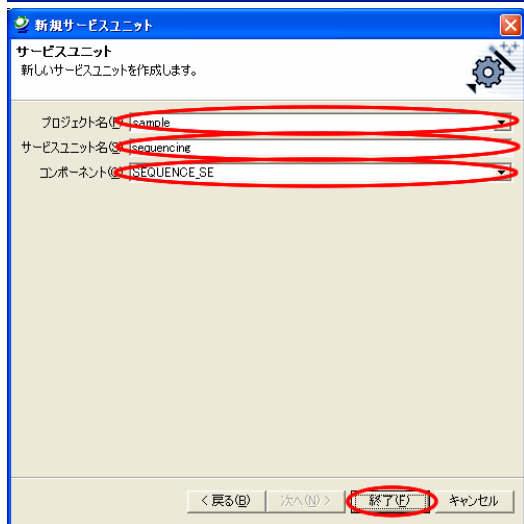 新規サービスユニット
サービスユニット
新しいサービスユニットを作成します。
プロジェクト名(P) sample
サービスユニット名(S) sequencing
コンポーネント(C) SEQUENCE_SE
< 戻る(B) 次へ(N) > 終了(F) キャンセル